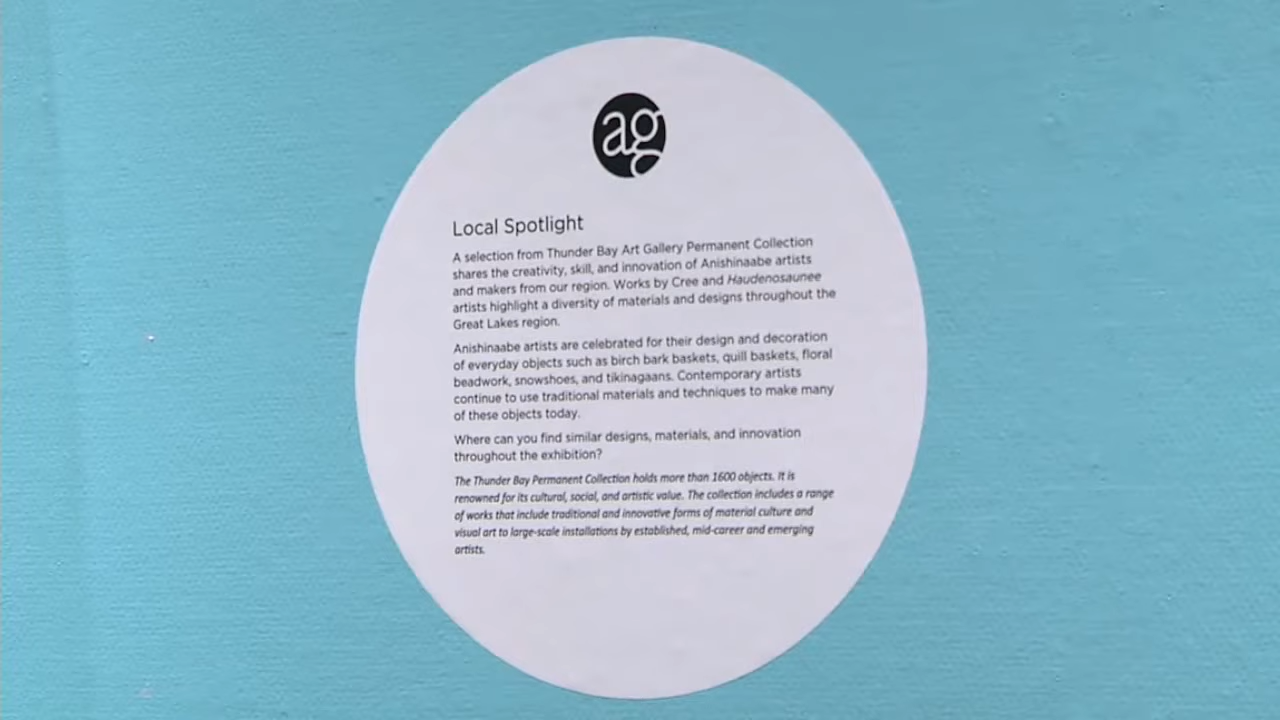 ag
Local Spotlight
A selection from Thunder Bay Art Gallery Permanent Collection
shares the creativity, skill, and innovation of Anishinaabe artists
and makers from our region. Works by Cree and Haudenosaunee
artists highlight a diversity of materials and designs throughout the
Great Lakes region.
Anishinaabe artists are celebrated for their design and decoration
of everyday objects such as birch bark baskets, quill baskets, floral
beadwork, snowshoes, and tikinagaans. Contemporary artists
continue to use traditional materials and techniques to make many
of these objects today.
Where can you find similar designs, materials, and innovation
throughout the exhibition?
The Thunder Bay Permanent Collection holds more than 1600 objects. It is
renowned for its cultural, social, and artistic value. The collection includes a range
of works that include traditional and innovative forms of material culture and
visual art to large-scale installations by established, mid-career and emerging
artists.